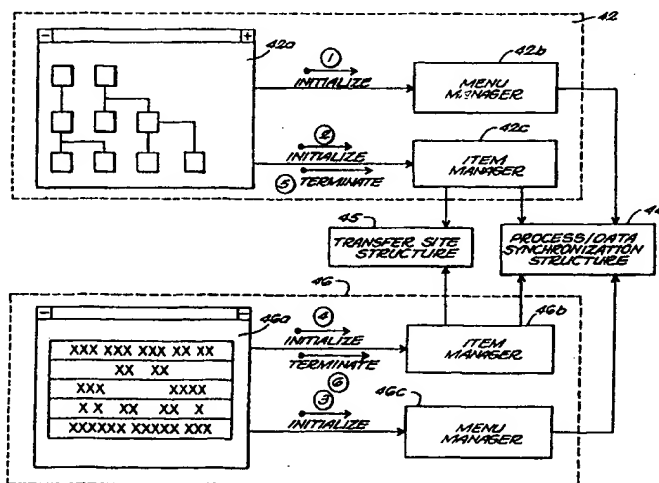 42
42a
① INITIALIZE
MENU MANAGER
42b
② INITIALIZE
⑤ TERMINATE
ITEM MANAGER
42c
45
TRANSFER SITE STRUCTURE
PROCESS/DATA SYNCHRONIZATION STRUCTURE
44
46
46a
XXX XXX XXX XX XX
XX XX
XXX XXXX
X X XX XX X
XXXXXX XXXXX XXX
④ INITIALIZE
TERMINATE
⑥
ITEM MANAGER
46b
③ INITIALIZE
MENU MANAGER
46c